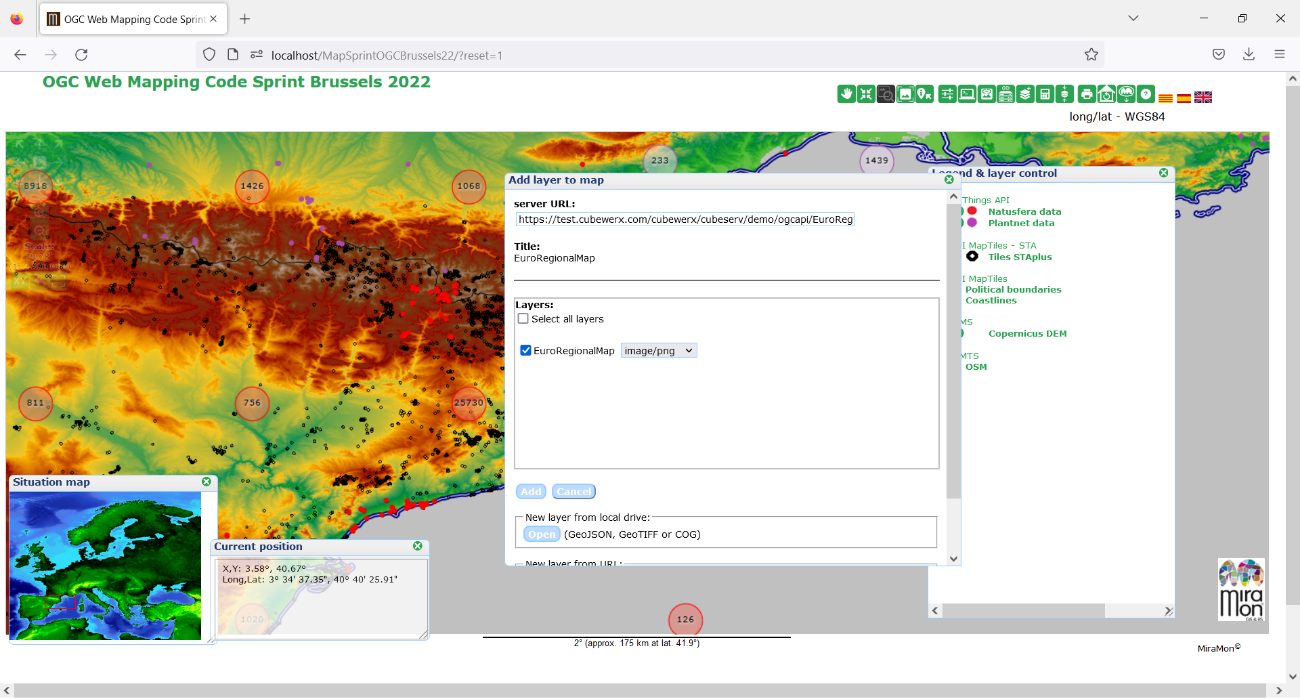 OGC Web Mapping Code Sprint
localhost/MapSprintOGCBrussels22/?reset=1
OGC Web Mapping Code Sprint Brussels 2022
long/lat - WGS84
8918
1426
1068
233
1439
811
756
25730
1020
126
Add layer to map
server URL:
https://test.cubewerx.com/cubewerx/cubeserv/demo/ogcapi/EuroReg
Title:
EuroRegionalMap
Layers:
Select all layers
EuroRegionalMap image/png
Add Cancel
New layer from local drive:
Open (GeoJSON, GeoTIFF or COG)
New layer from URL:
Legend & layer control
Things API
Natusfera data
Plantnet data
I MapTiles - STA
Tiles STAplus
I MapTiles
Political boundaries
Coastlines
MS
Copernicus DEM
MTS
OSM
Situation map
Current position
X,Y: 3.58°, 40.67°
Long,Lat: 3° 34' 37.35", 40° 40' 25.91"
2° (approx. 175 km at lat. 41.9°)
Mira
Mon
MiraMon©